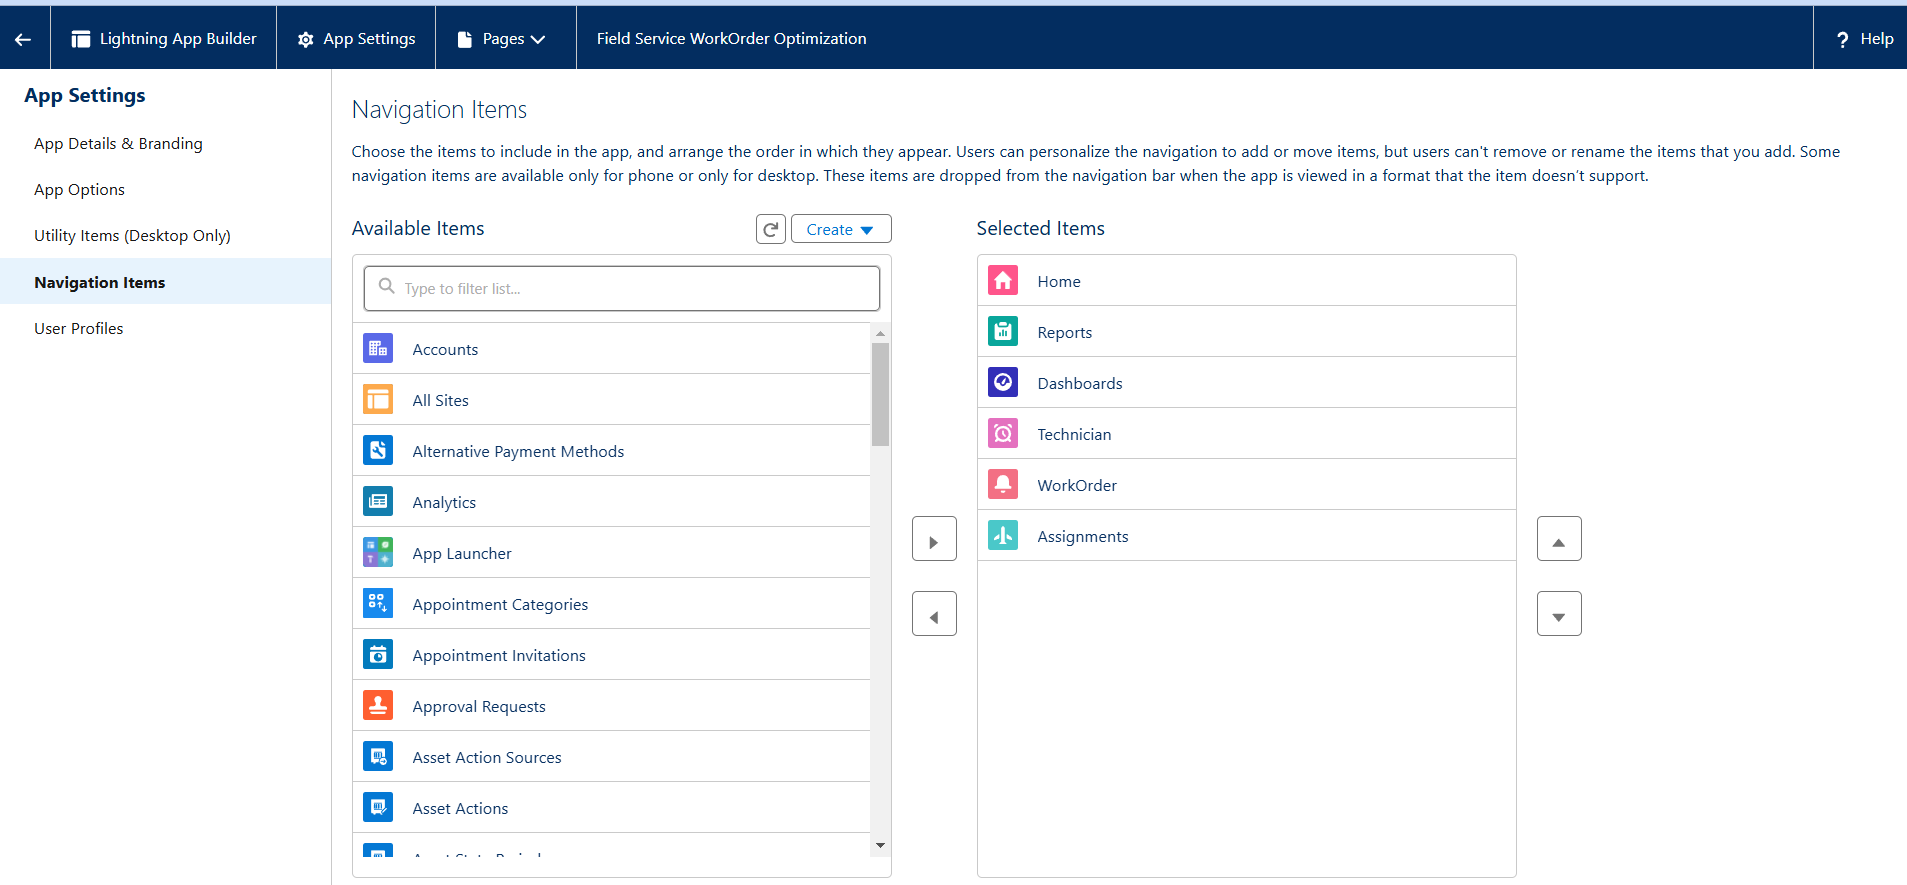 Lightning App Builder
App Settings
Pages
Field Service WorkOrder Optimization
? Help
App Settings
App Details & Branding
App Options
Utility Items (Desktop Only)
Navigation Items
User Profiles
Navigation Items
Choose the items to include in the app, and arrange the order in which they appear. Users can personalize the navigation to add or move items, but users can't remove or rename the items that you add. Some
navigation items are available only for phone or only for desktop. These items are dropped from the navigation bar when the app is viewed in a format that the item doesn’t support.
Available Items
Create
Type to filter list...
Accounts
All Sites
Alternative Payment Methods
Analytics
App Launcher
Appointment Categories
Appointment Invitations
Approval Requests
Asset Action Sources
Asset Actions
Selected Items
Home
Reports
Dashboards
Technician
WorkOrder
Assignments